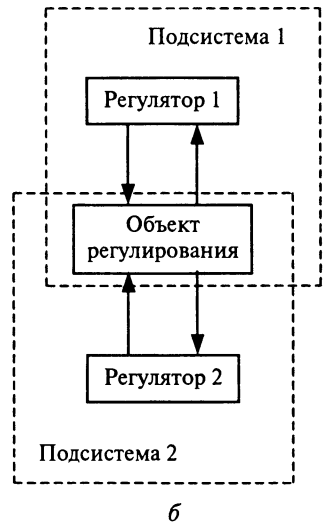 Подсистема 1
Регулятор 1
Объект
регулирования
Регулятор 2
Подсистема 2
б